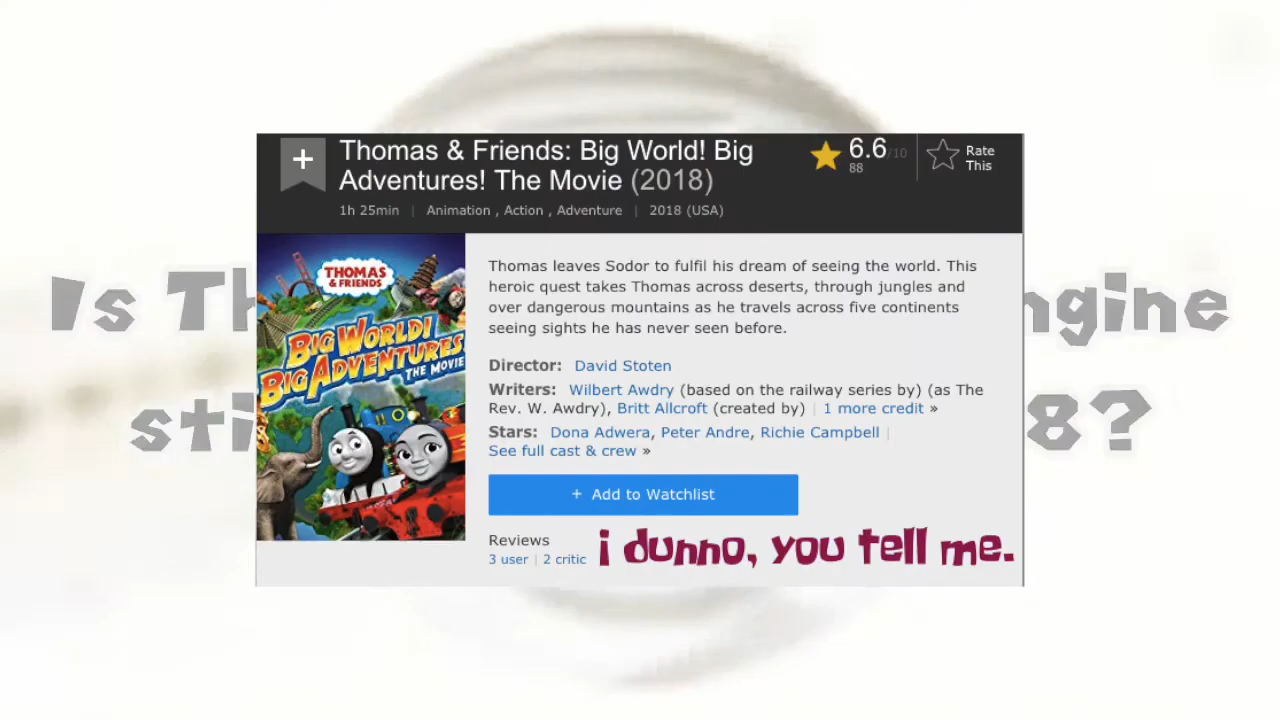 Thomas & Friends: Big World! Big
Adventures! The Movie (2018)
1h 25min | Animation , Action , Adventure | 2018 (USA)
6.6/10
88
Rate
This
Is Th ngine
sti 8?
THOMAS
& FRIENDS
BIG WORLD!
BIG ADVENTURES!
THE MOVIE
Thomas leaves Sodor to fulfil his dream of seeing the world. This
heroic quest takes Thomas across deserts, through jungles and
over dangerous mountains as he travels across five continents
seeing sights he has never seen before.
Director: David Stoten
Writers: Wilbert Awdry (based on the railway series by) (as The
Rev. W. Awdry), Britt Allcroft (created by) | 1 more credit »
Stars: Dona Adwera, Peter Andre, Richie Campbell |
See full cast & crew »
+ Add to Watchlist
Reviews
3 user | 2 critic
i dunno, you tell me.